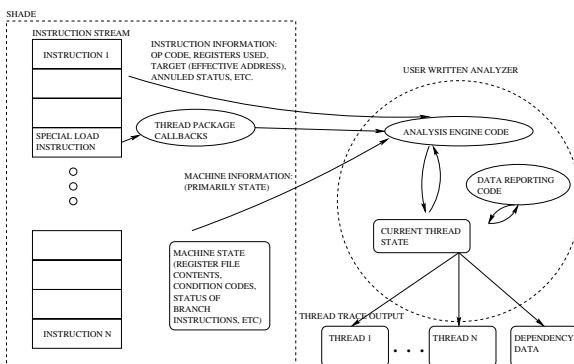 SHADE
INSTRUCTION STREAM
INSTRUCTION 1
SPECIAL LOAD
INSTRUCTION
INSTRUCTION N
INSTRUCTION INFORMATION:
OP CODE, REGISTERS USED,
TARGET (EFFECTIVE ADDRESS),
ANNULED STATUS, ETC.
THREAD PACKAGE
CALLBACKS
MACHINE INFORMATION:
(PRIMARILY STATE)
MACHINE STATE
(REGISTER FILE
CONTENTS,
CONDITION CODES,
STATUS OF
BRANCH
INSTRUCTIONS, ETC)
USER WRITTEN ANALYZER
ANALYSIS ENGINE CODE
DATA REPORTING
CODE
CURRENT THREAD
STATE
THREAD TRACE OUTPUT
THREAD 1
. . .
THREAD N
DEPENDENCY
DATA